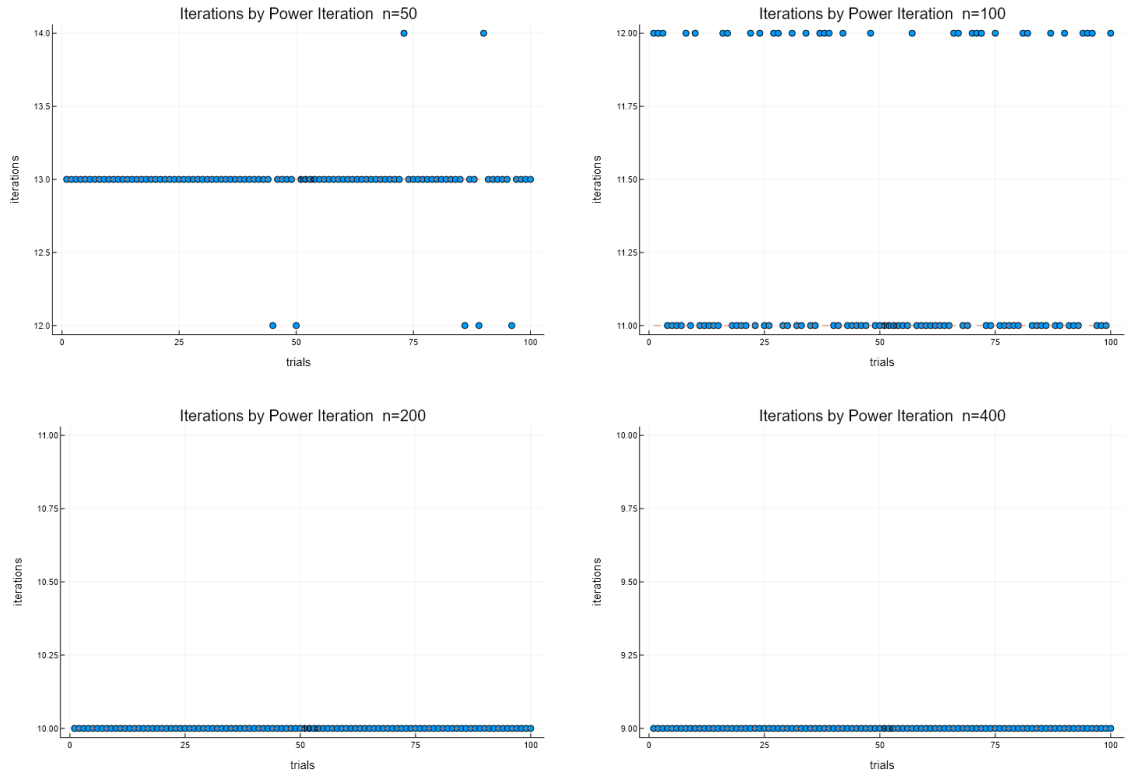 Iterations by Power Iteration  n=50
14.0
13.5
13.0
12.5
12.0
iterations
0 25 50 75 100
trials
Iterations by Power Iteration  n=100
12.00
11.75
11.50
11.25
11.00
iterations
0 25 50 75 100
trials
Iterations by Power Iteration  n=200
11.00
10.75
10.50
10.25
10.00
iterations
0 25 50 75 100
trials
Iterations by Power Iteration  n=400
10.00
9.75
9.50
9.25
9.00
iterations
0 25 50 75 100
trials